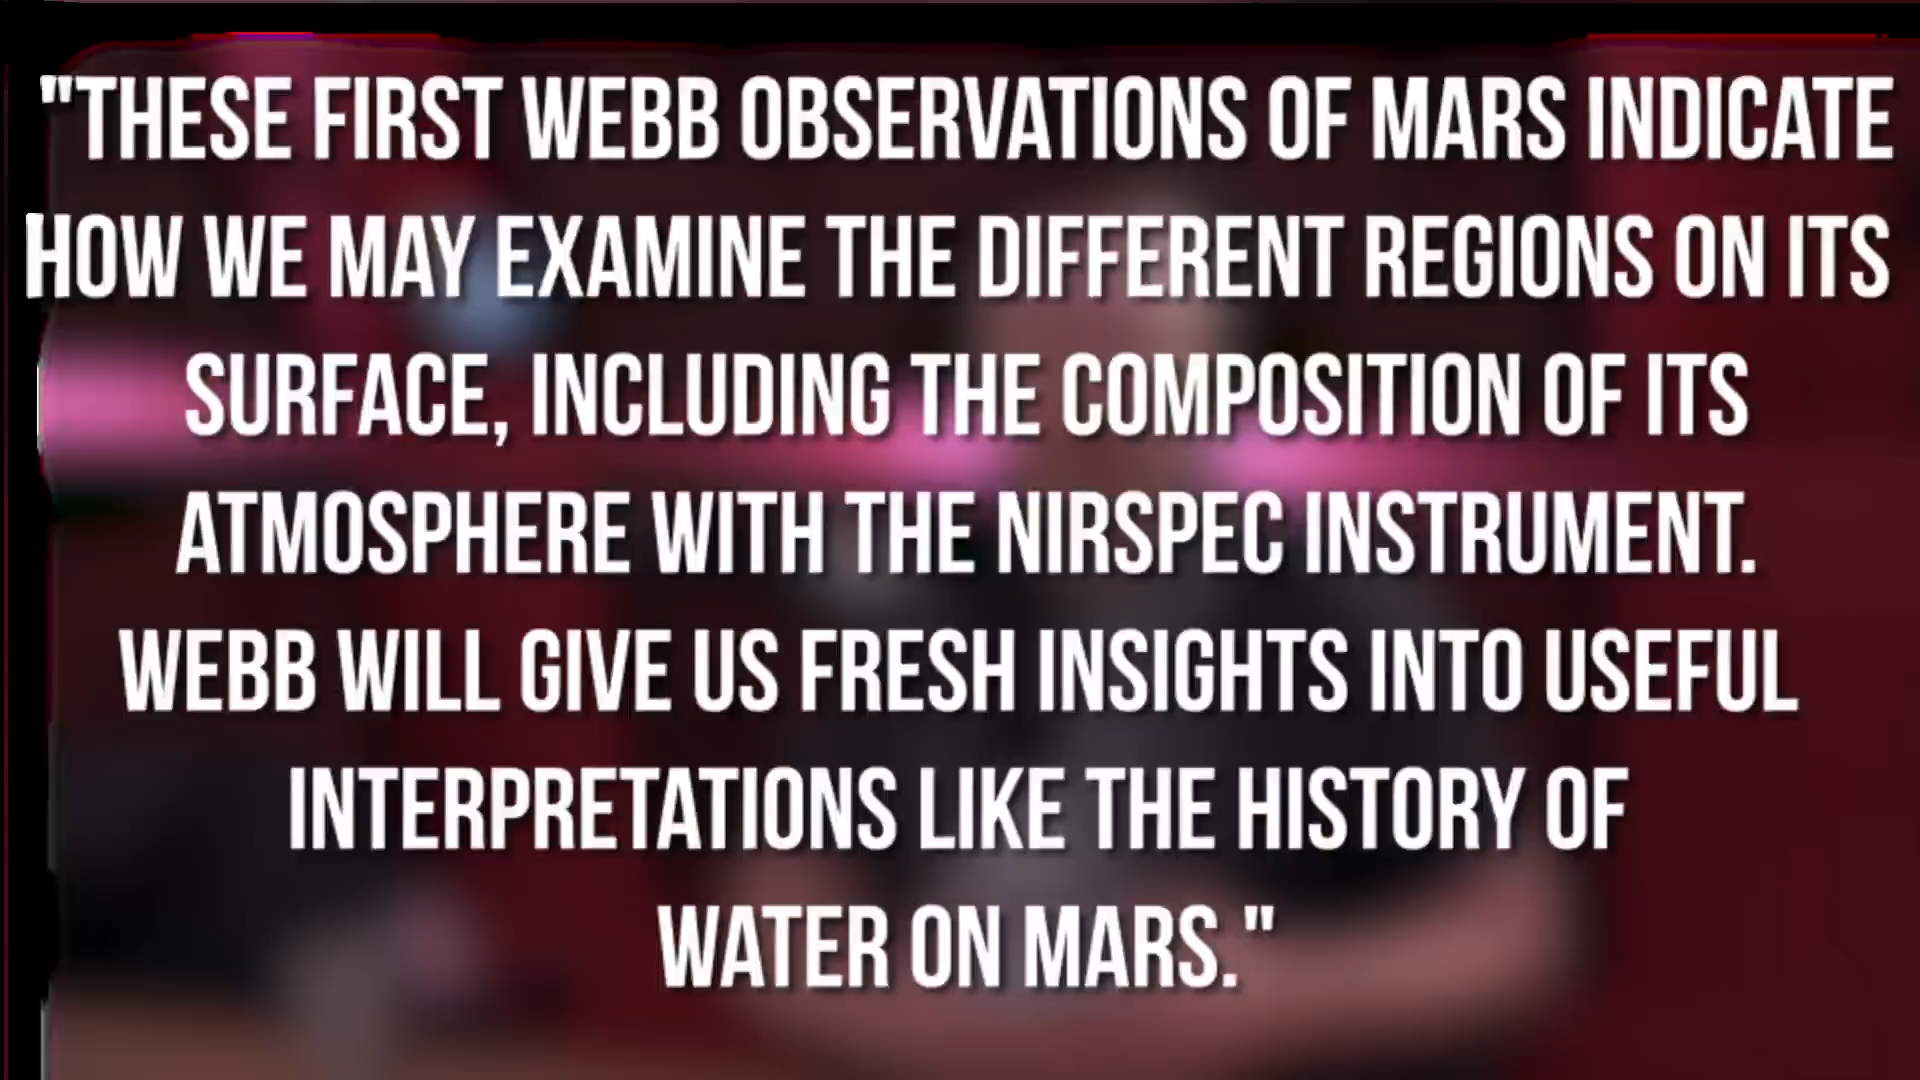 "THESE FIRST WEBB OBSERVATIONS OF MARS INDICATE
HOW WE MAY EXAMINE THE DIFFERENT REGIONS ON ITS
SURFACE, INCLUDING THE COMPOSITION OF ITS
ATMOSPHERE WITH THE NIRSPEC INSTRUMENT.
WEBB WILL GIVE US FRESH INSIGHTS INTO USEFUL
INTERPRETATIONS LIKE THE HISTORY OF
WATER ON MARS."